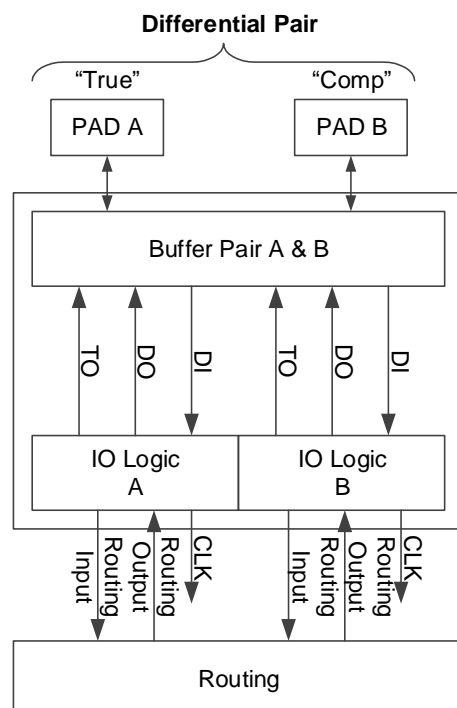 Differential Pair
“True”
“Comp”
PAD A
PAD B
Buffer Pair A & B
TO
DO
DI
TO
DO
DI
IO Logic
A
IO Logic
B
Routing
Input
Routing
Output
CLK
Routing
Input
Routing
Output
CLK
Routing